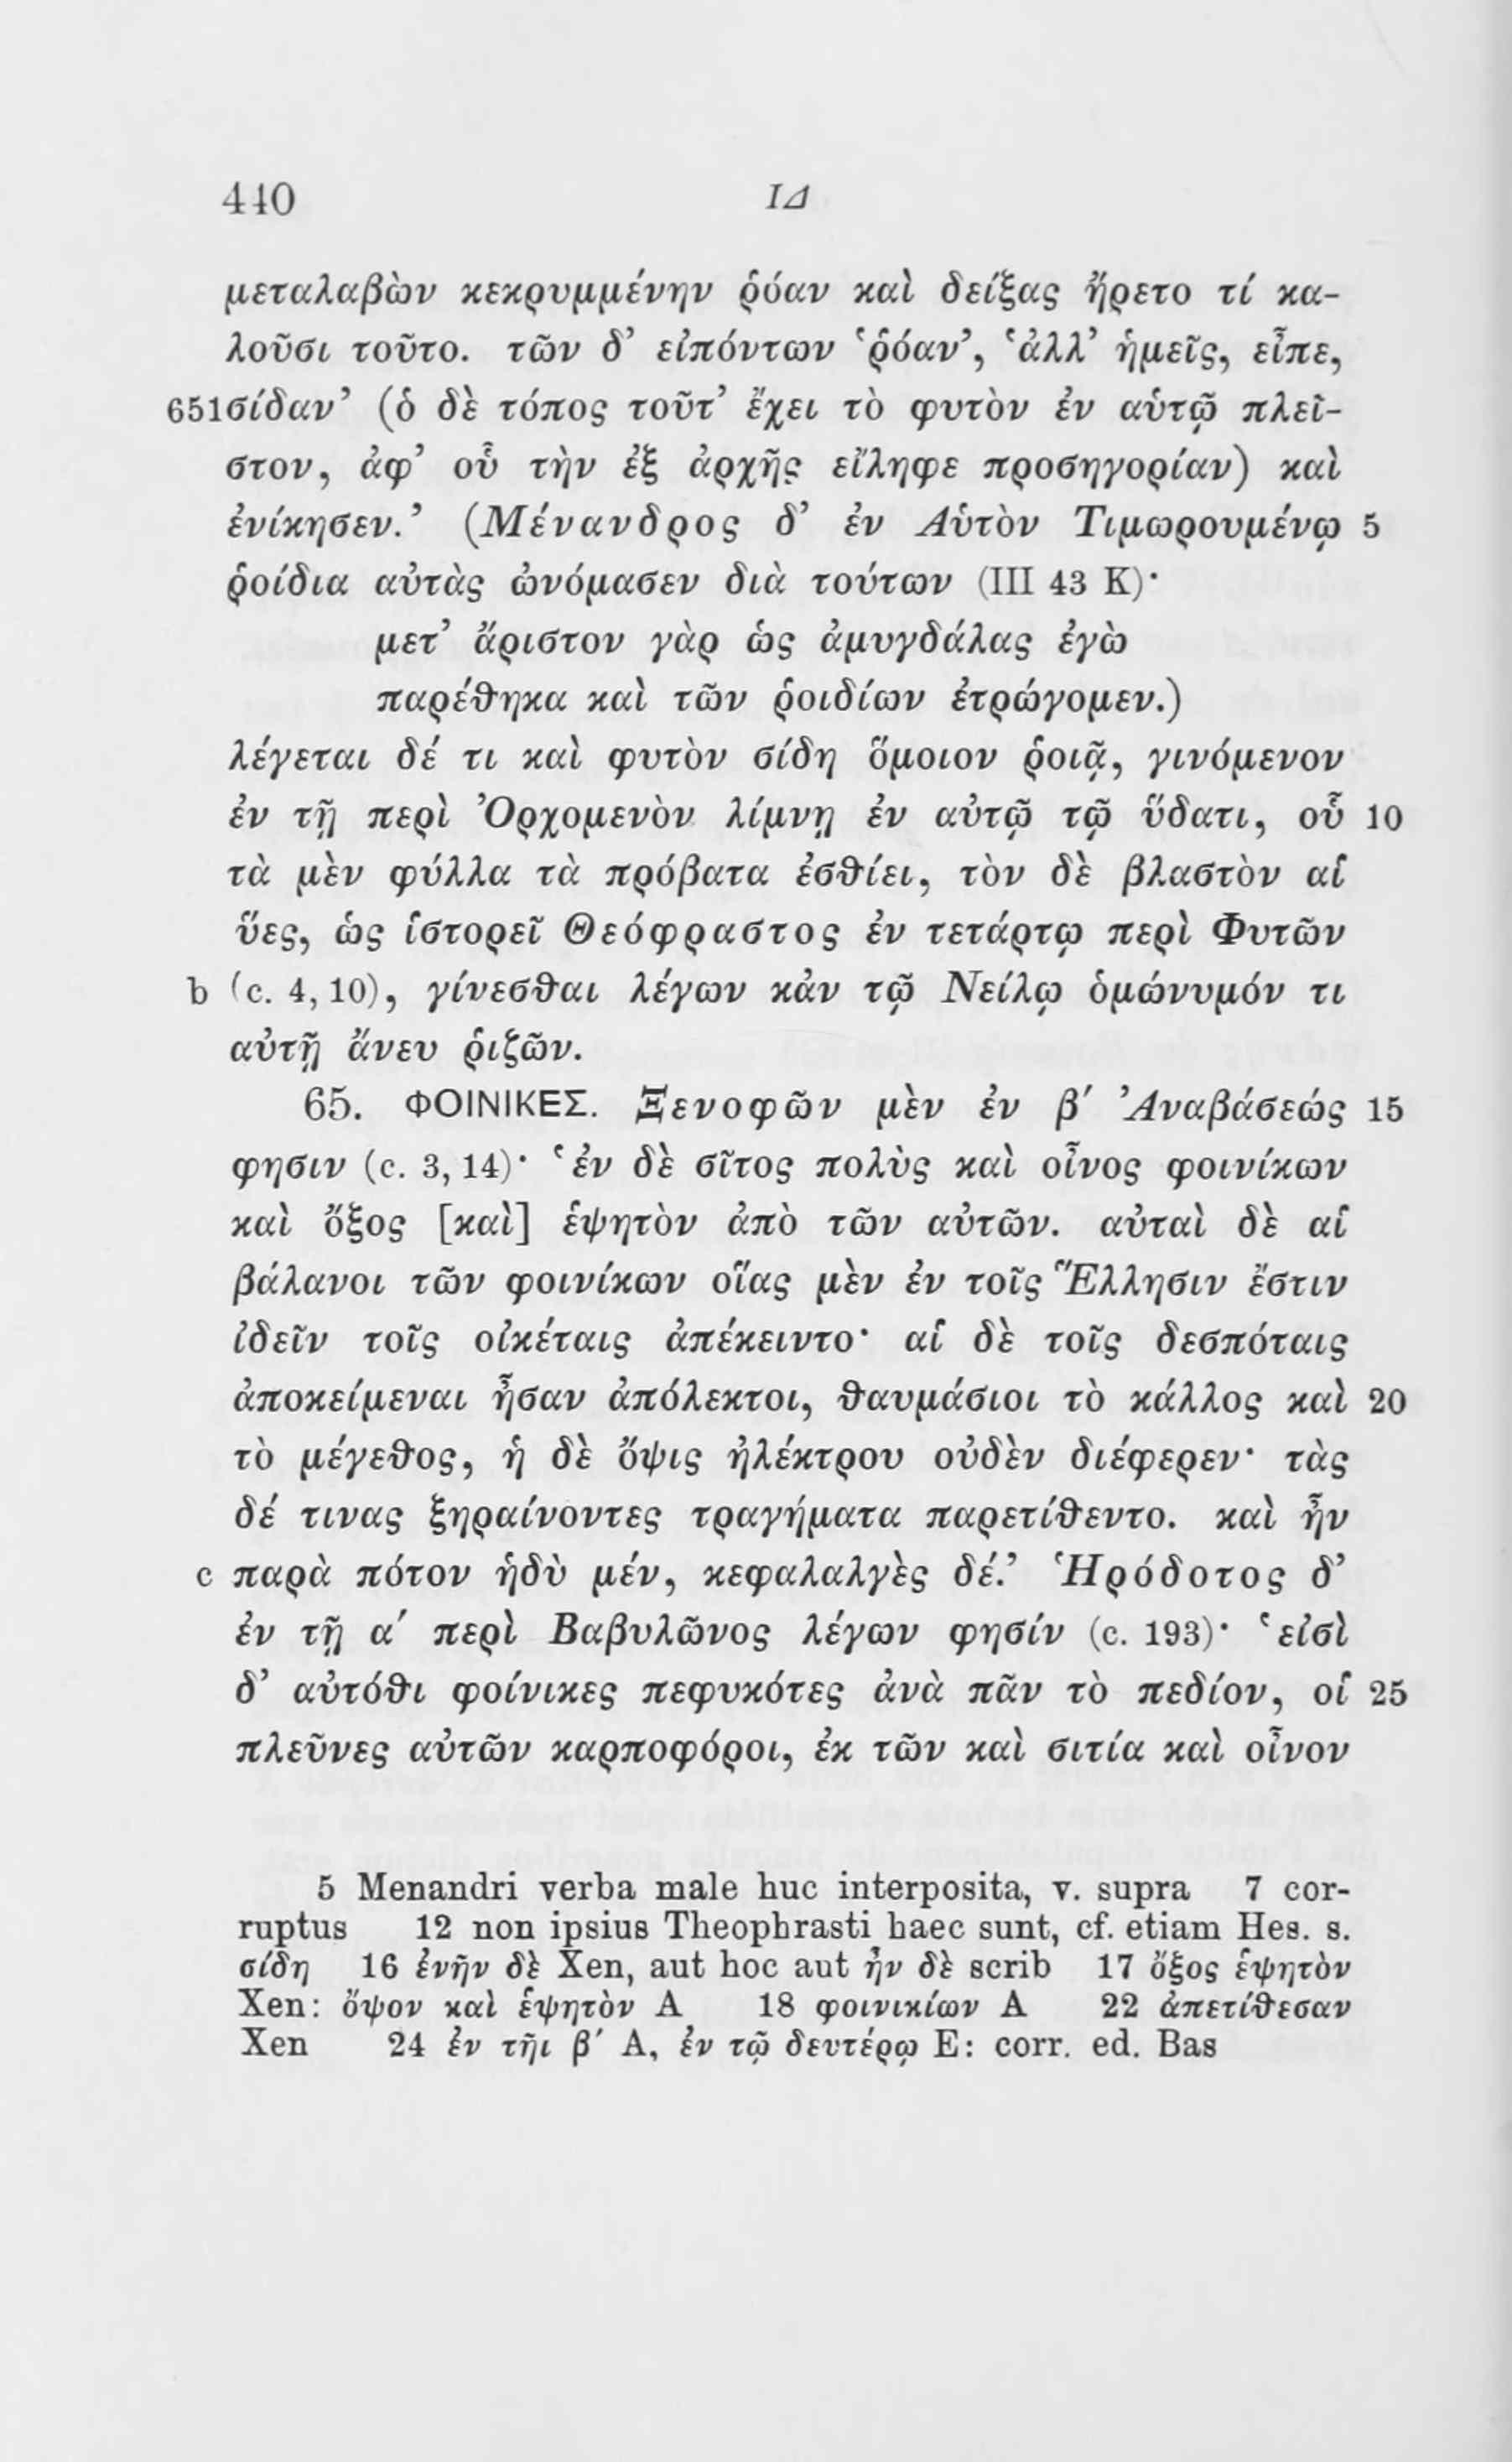 440 ΙΔ
μεταλαβὼν κεκρυμμένην ῥόαν καὶ δείξας ἤρετο τί κα-
λοῦσι τοῦτο. τῶν δ’ εἰπόντων ‘ῥόαν’, ‘ἀλλ’ ἡμεῖς, εἶπε,
651 σίδαν’ (ὁ δὲ τόπος τοῦτ’ ἔχει τὸ φυτὸν ἐν αὑτῷ πλεῖ-
στον, ἀφ’ οὗ τὴν ἐξ ἀρχῆς εἴληφε προσηγορίαν) καὶ
ἐνίκησεν.’ (Μένανδρος δ’ ἐν Αὑτὸν Τιμωρουμένῳ 5
ῥοίδια αὐτὰς ὠνόμασεν διὰ τούτων (III 43 K)·
μετ’ ἄριστον γὰρ ὡς ἀμυγδάλας ἐγὼ
παρέθηκα καὶ τῶν ῥοιδίων ἐτρώγομεν.)
λέγεται δέ τι καὶ φυτὸν σίδη ὅμοιον ῥοιᾷ, γινόμενον
ἐν τῇ περὶ Ὀρχομενὸν λίμνῃ ἐν αὐτῷ τῷ ὕδατι, οὗ 10
τὰ μὲν φύλλα τὰ πρόβατα ἐσθίει, τὸν δὲ βλαστὸν αἱ
ὕες, ὡς ἱστορεῖ Θεόφραστος ἐν τετάρτῳ περὶ Φυτῶν
b (c. 4, 10), γίνεσθαι λέγων κἀν τῷ Νείλῳ ὁμώνυμόν τι
αὐτῇ ἄνευ ῥιζῶν.
65. ΦΟΙΝΙΚΕΣ. Ξενοφῶν μὲν ἐν β′ Ἀναβάσεώς 15
φησιν (c. 3, 14)· ‘ἐν δὲ σῖτος πολὺς καὶ οἶνος φοινίκων
καὶ ὄξος [καὶ] ἑψητὸν ἀπὸ τῶν αὐτῶν. αὐταὶ δὲ αἱ
βάλανοι τῶν φοινίκων οἵας μὲν ἐν τοῖς Ἕλλησιν ἔστιν
ἰδεῖν τοῖς οἰκέταις ἀπέκειντο· αἱ δὲ τοῖς δεσπόταις
ἀποκείμεναι ἦσαν ἀπόλεκτοι, θαυμάσιοι τὸ κάλλος καὶ 20
τὸ μέγεθος, ἡ δὲ ὄψις ἠλέκτρου οὐδὲν διέφερεν· τὰς
δέ τινας ξηραίνοντες τραγήματα παρετίθεντο. καὶ ἦν
c παρὰ πότον ἡδὺ μέν, κεφαλαλγὲς δέ.’ Ἡρόδοτος δ’
ἐν τῇ α′ περὶ Βαβυλῶνος λέγων φησίν (c. 193)· ‘εἰσὶ
δ’ αὐτόθι φοίνικες πεφυκότες ἀνὰ πᾶν τὸ πεδίον, οἱ 25
πλεῦνες αὐτῶν καρποφόροι, ἐκ τῶν καὶ σιτία καὶ οἶνον
5 Menandri verba male huc interposita, v. supra 7 cor-
ruptus 12 non ipsius Theophrasti haec sunt, cf. etiam Hes. s.
σίδη 16 ἐνῆν δὲ Xen, aut hoc aut ἦν δὲ scrib 17 ὄξος ἑψητὸν
Xen: ὄψον καὶ ἑψητὸν A 18 φοινικίων A 22 ἀπετίθεσαν
Xen 24 ἐν τῆι β′ A, ἐν τῷ δευτέρῳ E: corr. ed. Bas